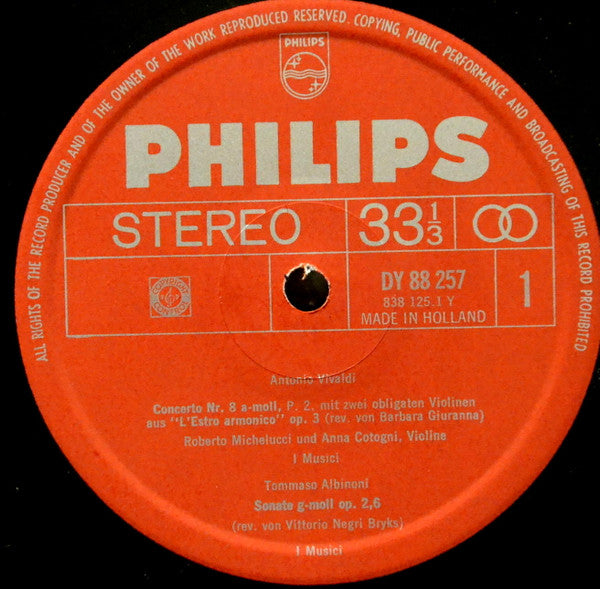 ALL RIGHTS OF THE RECORD PRODUCER AND OF THE OWNER OF THE WORK REPRODUCED RESERVED. COPYING, PUBLIC PERFORMANCE AND BROADCASTING OF THIS RECORD PROHIBITED
PHILIPS
PHILIPS
STEREO
33 1/3
DY 88 257
838 125.1 Y
MADE IN HOLLAND
1
Antonio Vivaldi
Concerto Nr. 8 a-moll, P. 2, mit zwei obligaten Violinen
aus "L'Estro armonico" op. 3 (rev. von Barbara Giuranna)
Roberto Michelucci und Anna Cotogni, Violine
I Musici
Tommaso Albinoni
Sonate g-moll op. 2,6
(rev. von Vittorio Negri Bryks)
I Musici